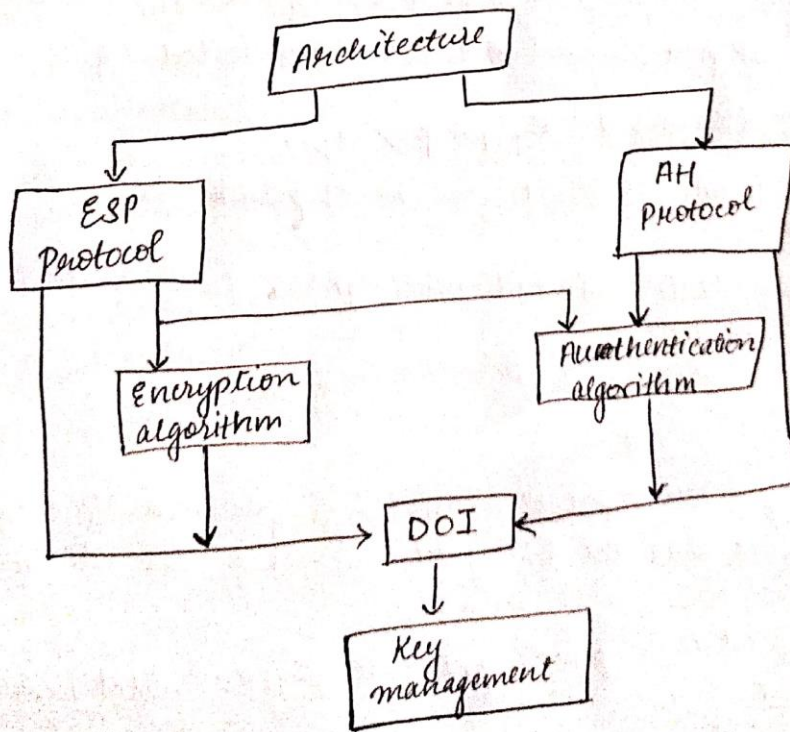 Architecture
ESP
Protocol
AH
Protocol
Encryption
algorithm
Authentication
algorithm
DOI
Key
management